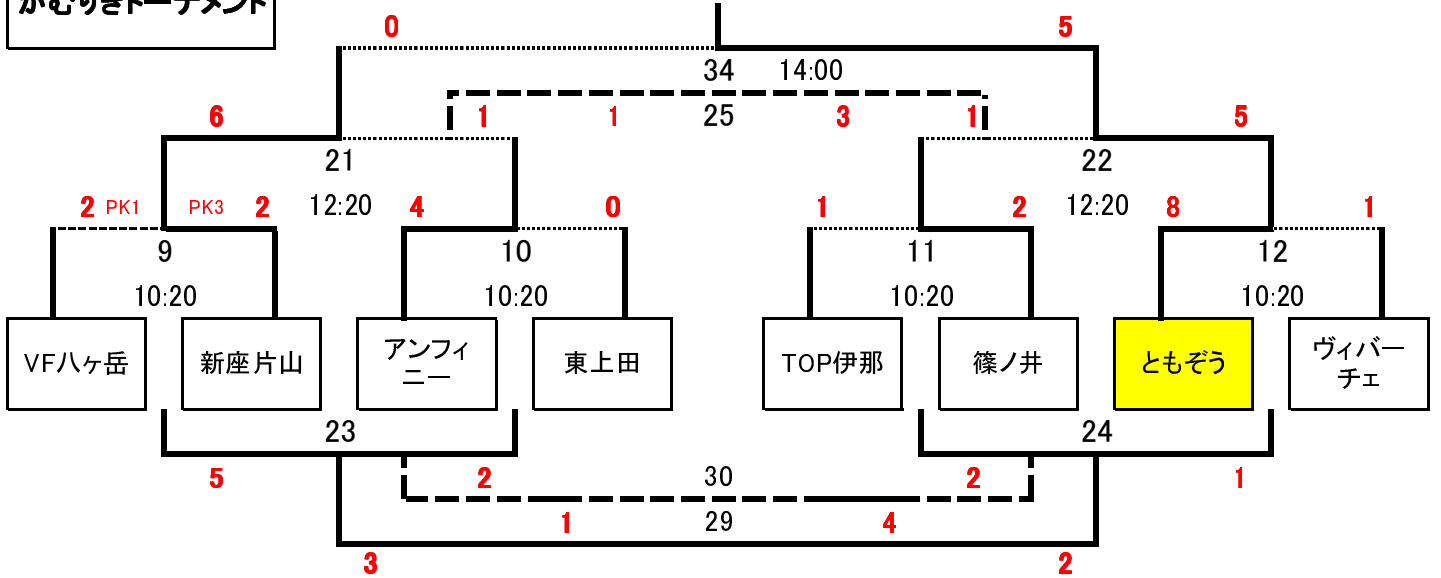 かむりきトーナメント
0 5
34 14:00
6 1 1 25 3 1 5
21 22
2 PK1 PK3 2 12:20 4 0 1 2 12:20 8 1
9 10 11 12
10:20 10:20 10:20 10:20
VF八ヶ岳 新座片山 アンフィ 東上田 TOP伊那 篠ノ井 ともぞう ヴィバー
ニー チェ
23 24
5 2 30 2 1
1 29 4
3 2